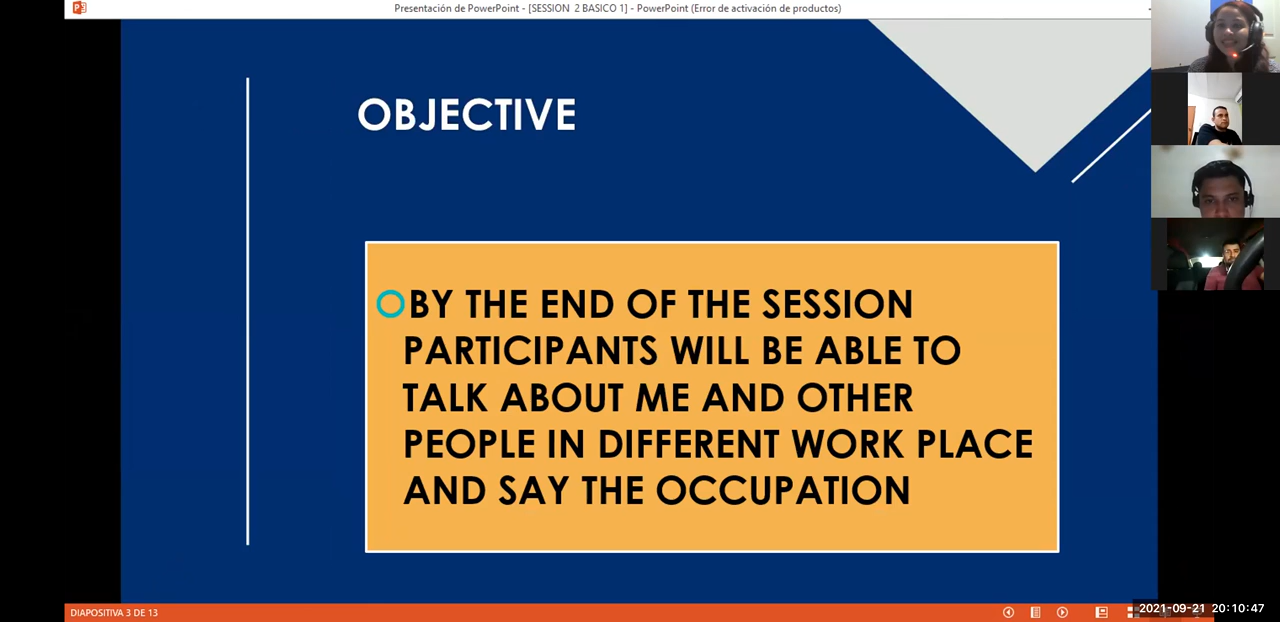 Presentación de PowerPoint - [SESSION  2 BASICO 1] - PowerPoint (Error de activación de productos)
OBJECTIVE
BY THE END OF THE SESSION
PARTICIPANTS WILL BE ABLE TO
TALK ABOUT ME AND OTHER
PEOPLE IN DIFFERENT WORK PLACE
AND SAY THE OCCUPATION
DIAPOSITIVA 3 DE 13
2021-09-21 20:10:47